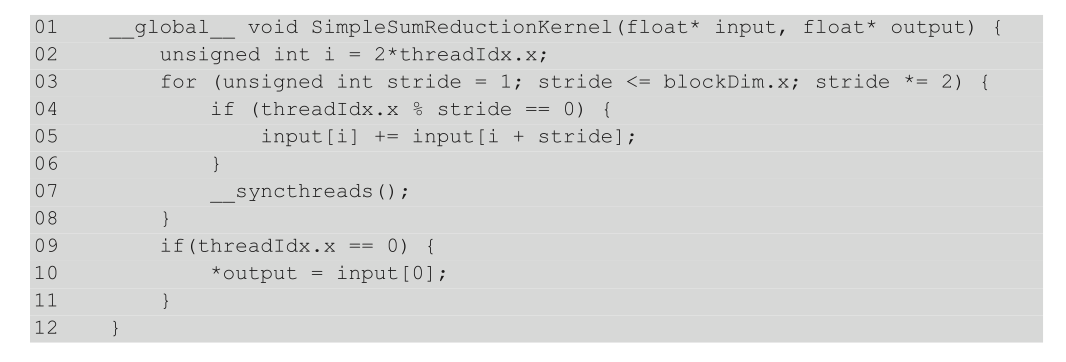 01 __global__ void SimpleSumReductionKernel(float* input, float* output) {
02 unsigned int i = 2*threadIdx.x;
03 for (unsigned int stride = 1; stride <= blockDim.x; stride *= 2) {
04 if (threadIdx.x % stride == 0) {
05 input[i] += input[i + stride];
06 }
07 __syncthreads();
08 }
09 if(threadIdx.x == 0) {
10 *output = input[0];
11 }
12 }